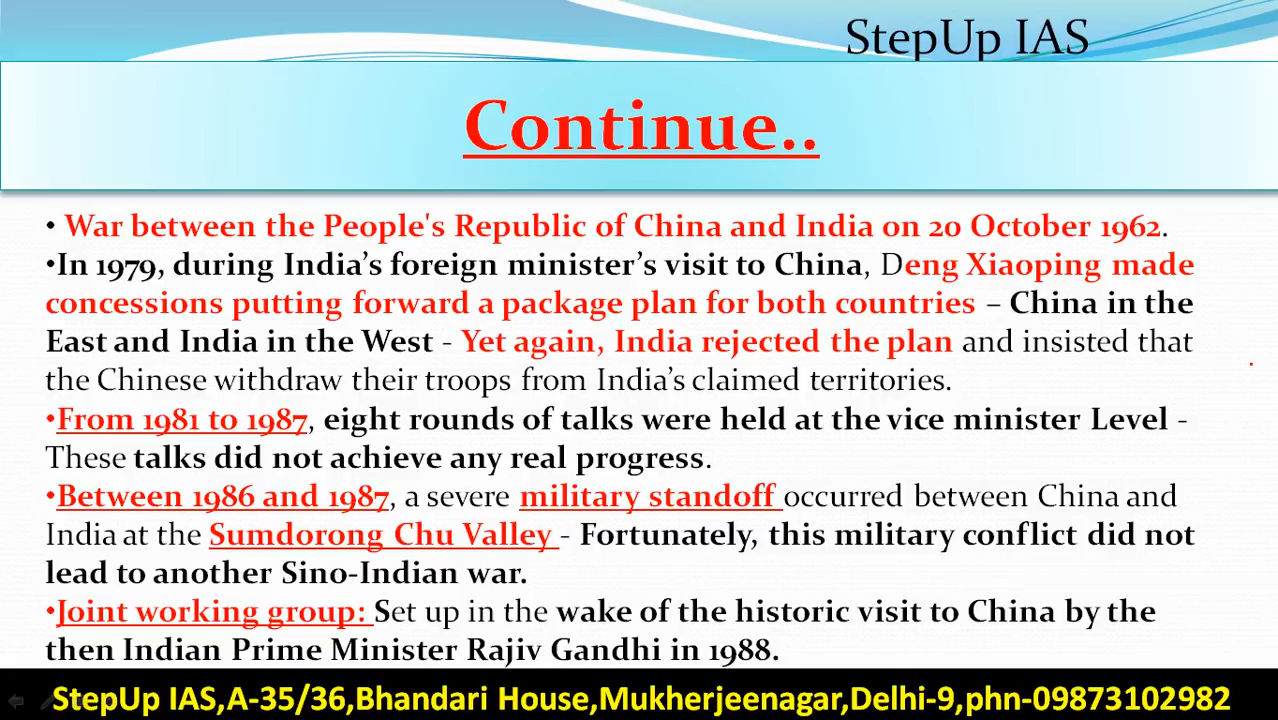 StepUp IAS
Continue..
• War between the People's Republic of China and India on 20 October 1962.
•In 1979, during India’s foreign minister’s visit to China, Deng Xiaoping made
concessions putting forward a package plan for both countries – China in the
East and India in the West - Yet again, India rejected the plan and insisted that
the Chinese withdraw their troops from India’s claimed territories.
•From 1981 to 1987, eight rounds of talks were held at the vice minister Level -
These talks did not achieve any real progress.
•Between 1986 and 1987, a severe military standoff occurred between China and
India at the Sumdorong Chu Valley - Fortunately, this military conflict did not
lead to another Sino-Indian war.
•Joint working group: Set up in the wake of the historic visit to China by the
then Indian Prime Minister Rajiv Gandhi in 1988.
StepUp IAS,A-35/36,Bhandari House,Mukherjeenagar,Delhi-9,phn-09873102982